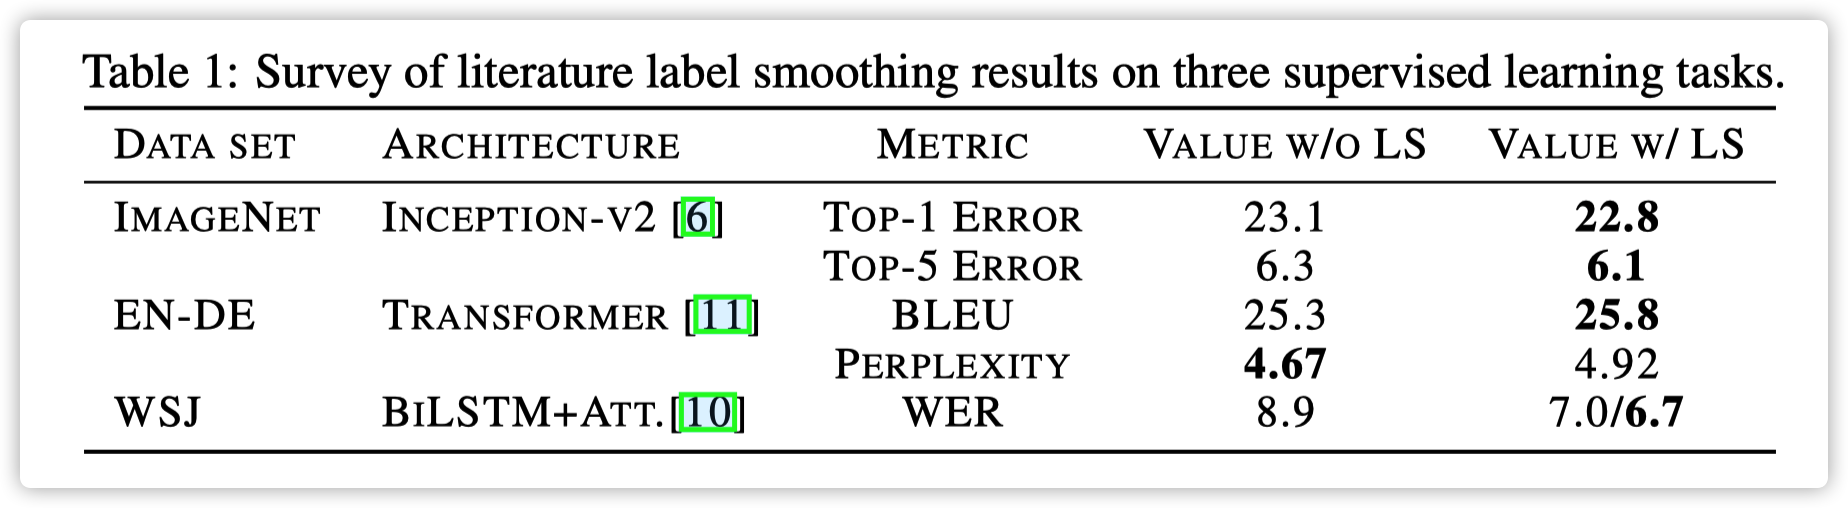 Table 1: Survey of literature label smoothing results on three supervised learning tasks.
DATA SET ARCHITECTURE METRIC VALUE W/O LS VALUE W/ LS
IMAGENET INCEPTION-V2 [6] TOP-1 ERROR 23.1 22.8
TOP-5 ERROR 6.3 6.1
EN-DE TRANSFORMER [11] BLEU 25.3 25.8
PERPLEXITY 4.67 4.92
WSJ BILSTM+ATT.[10] WER 8.9 7.0/6.7